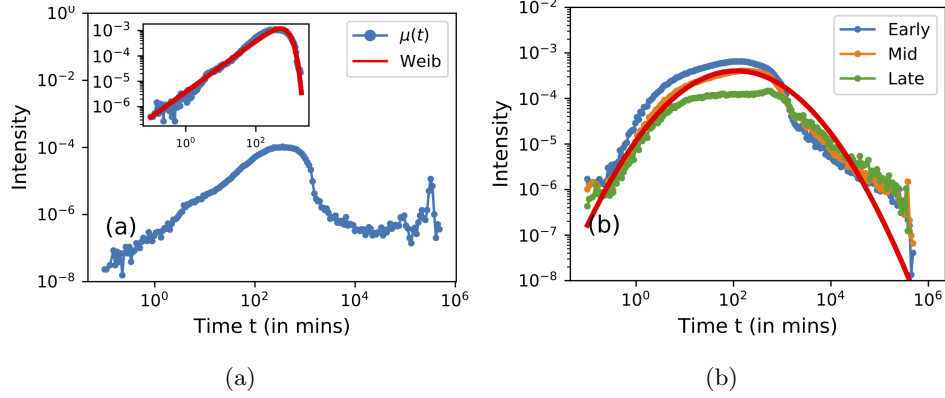 10^0
10^{-2}
10^{-4}
10^{-6}
10^{-8}
Intensity
10^{-3}
10^{-4}
10^{-5}
10^{-6}
10^0
10^2
μ(t)
Weib
(a)
10^0
10^2
10^4
10^6
Time t (in mins)
(a)
10^{-2}
10^{-3}
10^{-4}
10^{-5}
10^{-6}
10^{-7}
10^{-8}
Intensity
Early
Mid
Late
(b)
10^0
10^2
10^4
10^6
Time t (in mins)
(b)